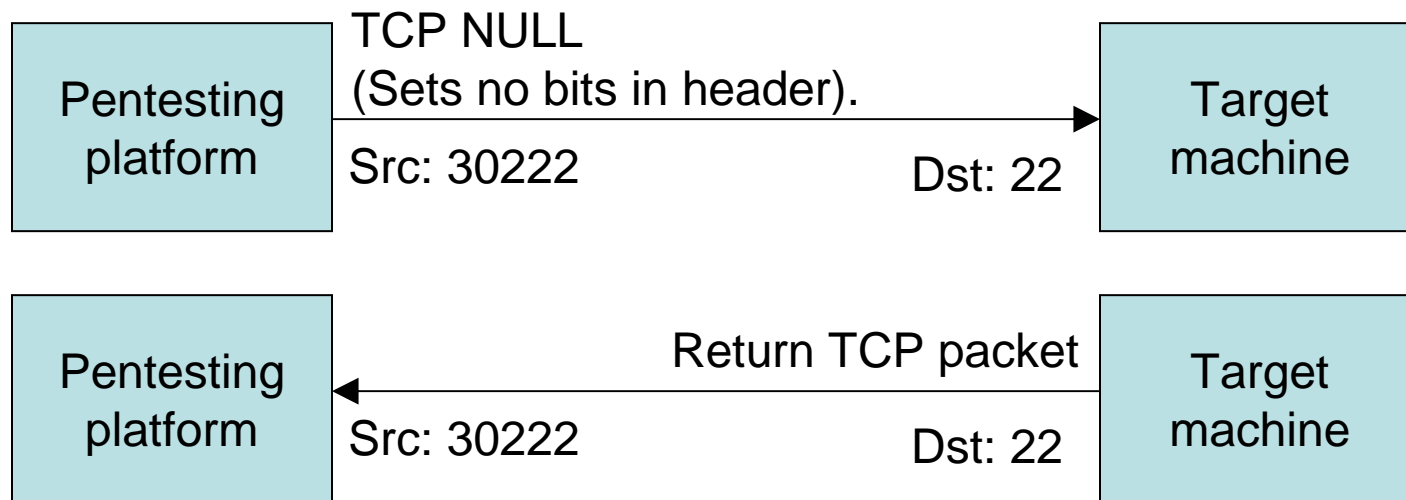 TCP NULL
(Sets no bits in header).
Pentesting
platform
Target
machine
Src: 30222
Dst: 22
Return TCP packet
Pentesting
platform
Target
machine
Src: 30222
Dst: 22